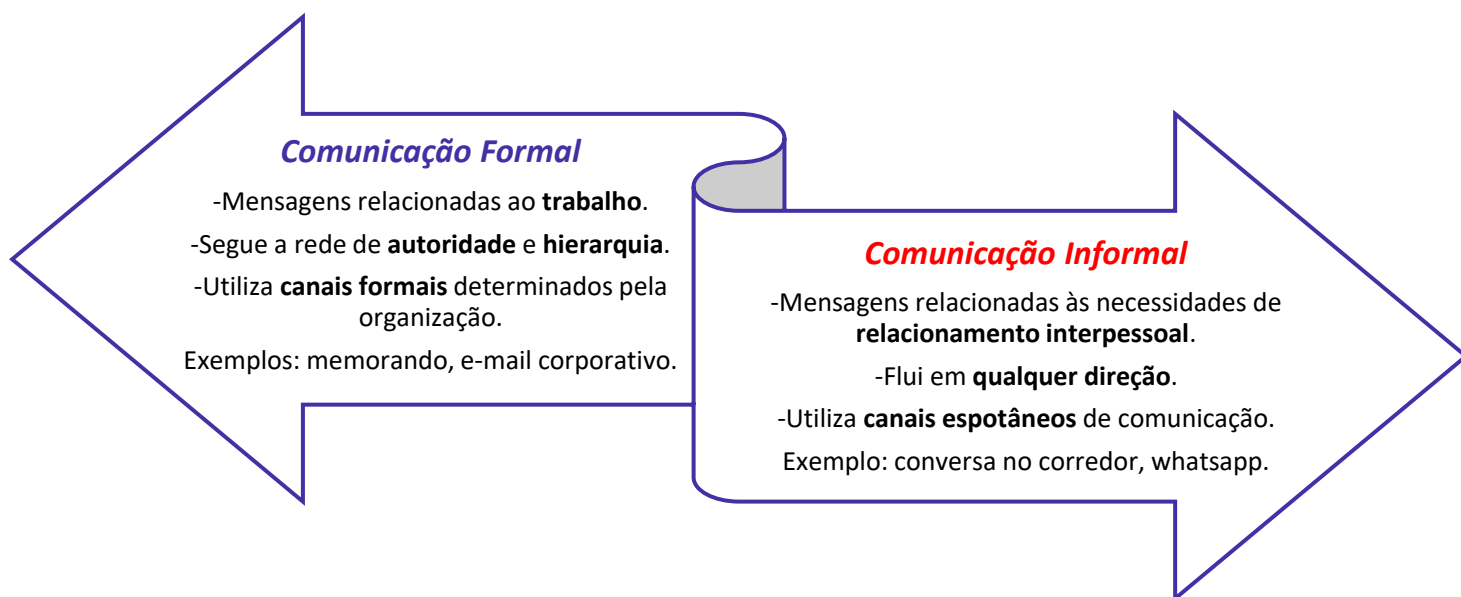 Comunicação Formal
-Mensagens relacionadas ao trabalho.
-Segue a rede de autoridade e hierarquia.
-Utiliza canais formais determinados pela
organização.
Exemplos: memorando, e-mail corporativo.
Comunicação Informal
-Mensagens relacionadas às necessidades de
relacionamento interpessoal.
-Flui em qualquer direção.
-Utiliza canais espotâneos de comunicação.
Exemplo: conversa no corredor, whatsapp.